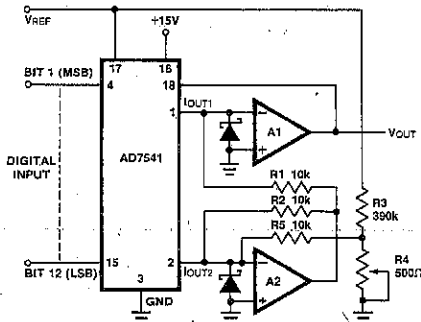 VREF
+15V
BIT 1 (MSB)
17
16
4
18
1
IOUT1
A1
VOUT
DIGITAL
INPUT
AD7541
R1 10k
R2 10k
R5 10k
R3
390k
BIT 12 (LSB)
15
2
IOUT2
A2
R4
500Ω
3
GND